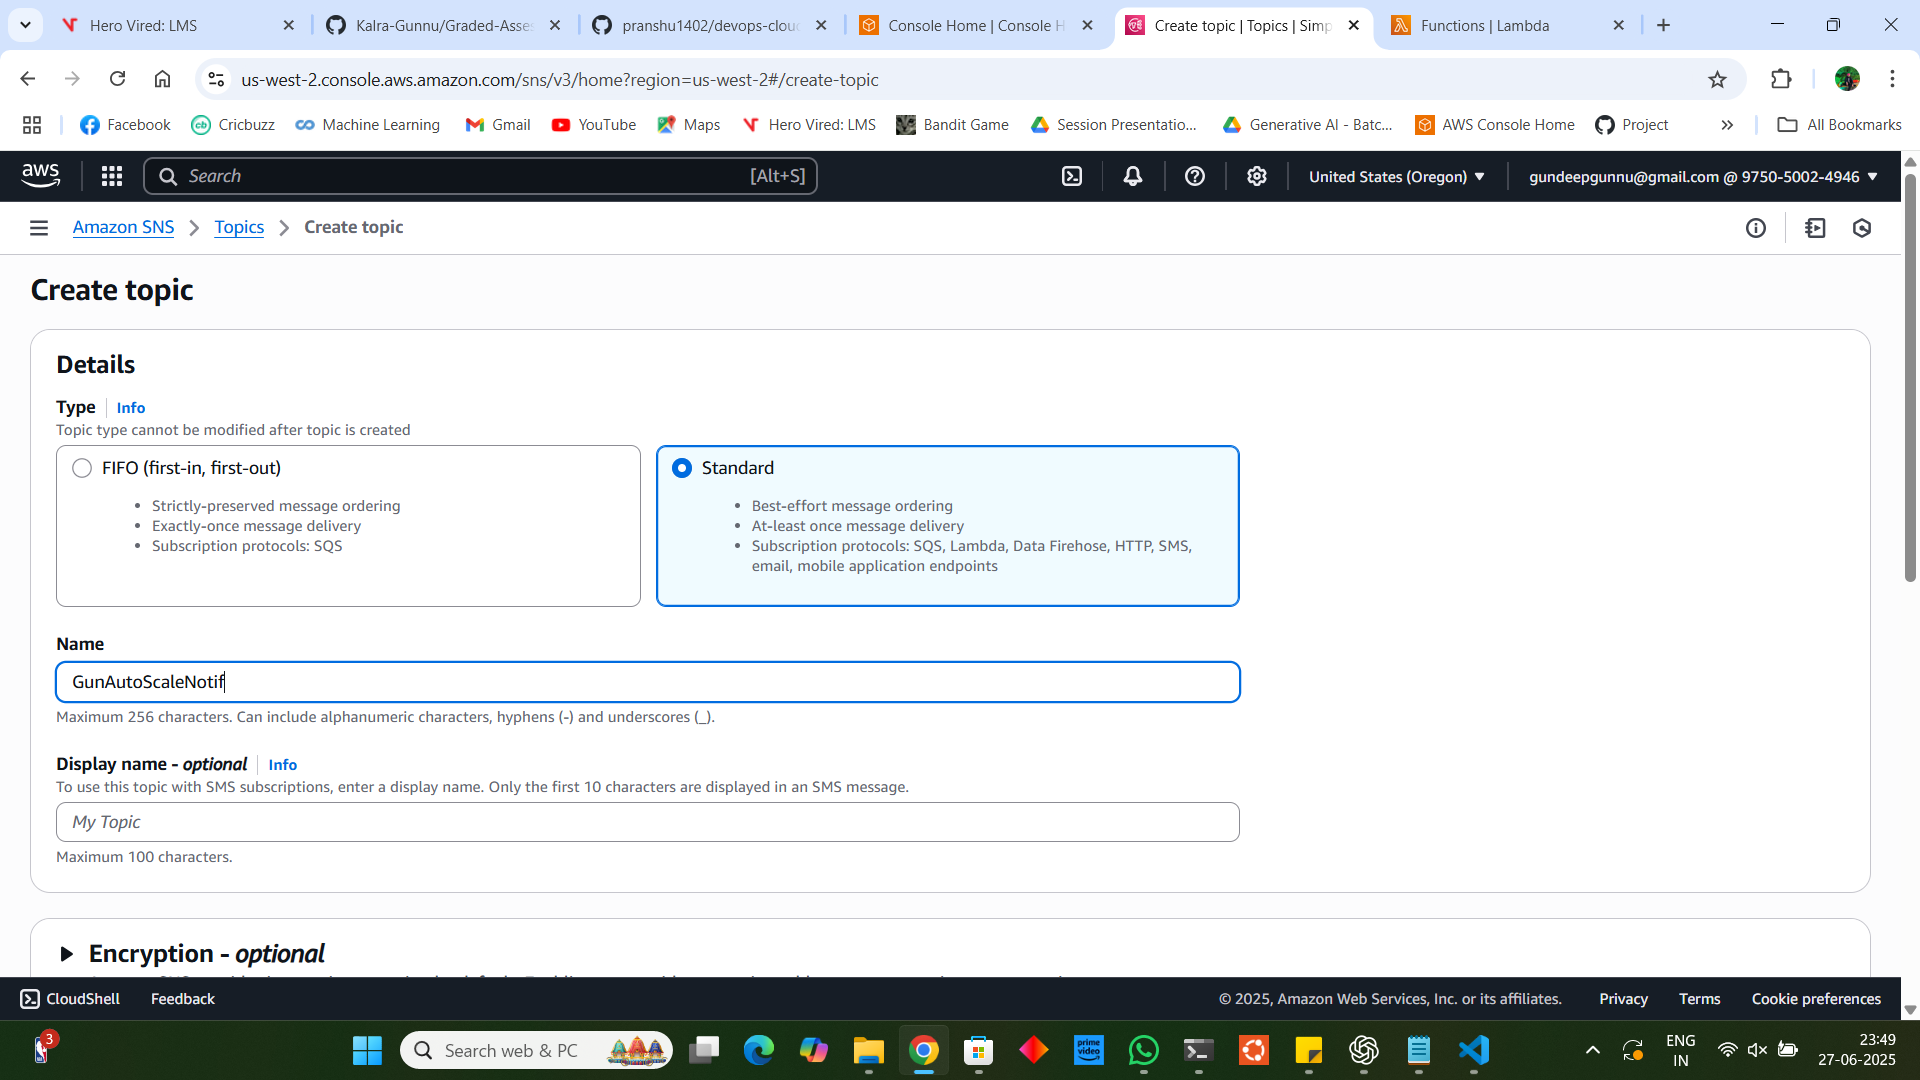 Hero Vired: LMS
Kalra-Gunnu/Graded-Asses
pranshu1402/devops-cloud
Console Home | Console H
Create topic | Topics | Simp
Functions | Lambda
us-west-2.console.aws.amazon.com/sns/v3/home?region=us-west-2#/create-topic
Facebook
Cricbuzz
Machine Learning
Gmail
YouTube
Maps
Hero Vired: LMS
Bandit Game
Session Presentatio...
Generative AI - Batc...
AWS Console Home
Project
All Bookmarks
aws
Search
[Alt+S]
United States (Oregon)
gundeepgunnu@gmail.com @ 9750-5002-4946
Amazon SNS
Topics
Create topic
Create topic
Details
Type
Info
Topic type cannot be modified after topic is created
FIFO (first-in, first-out)
• Strictly-preserved message ordering
• Exactly-once message delivery
• Subscription protocols: SQS
Standard
• Best-effort message ordering
• At-least once message delivery
• Subscription protocols: SQS, Lambda, Data Firehose, HTTP, SMS,
email, mobile application endpoints
Name
GunAutoScaleNotif
Maximum 256 characters. Can include alphanumeric characters, hyphens (-) and underscores (_).
Display name - optional
Info
To use this topic with SMS subscriptions, enter a display name. Only the first 10 characters are displayed in an SMS message.
My Topic
Maximum 100 characters.
Encryption - optional
CloudShell
Feedback
© 2025, Amazon Web Services, Inc. or its affiliates.
Privacy
Terms
Cookie preferences
3
Search web & PC
prime video
ENG
IN
23:49
27-06-2025